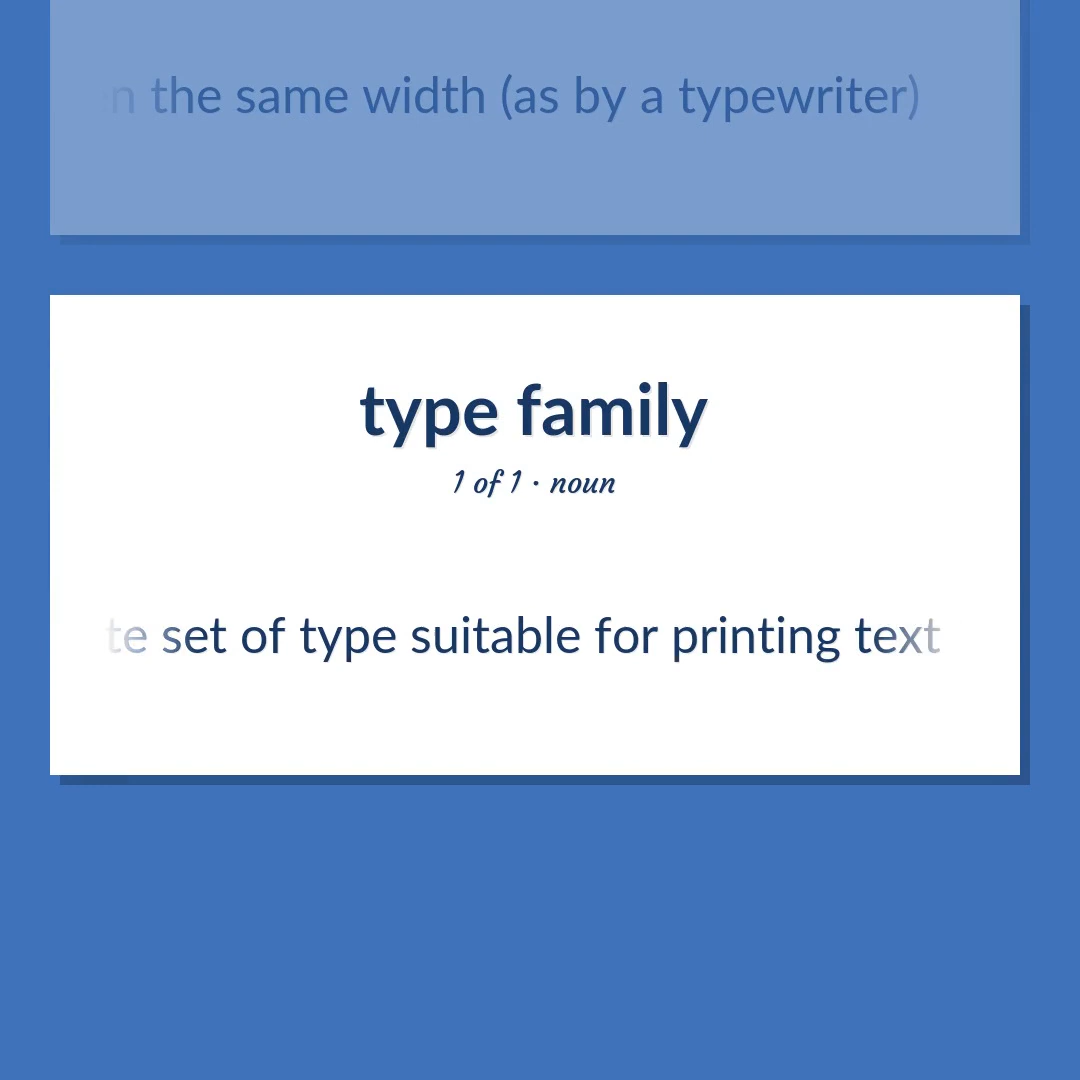 the same width (as by a typewriter)
type family
1 of 1 · noun
te set of type suitable for printing text